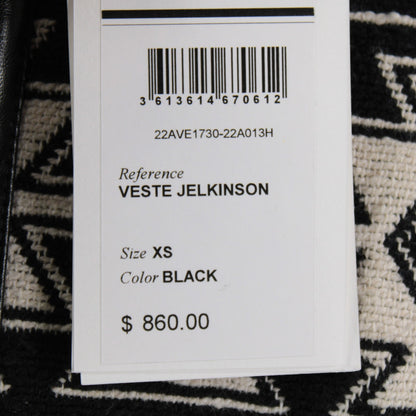 3613614670612
22AVE1730-22A013H
Reference
VESTE JELKINSON
Size XS
Color BLACK
$ 860.00